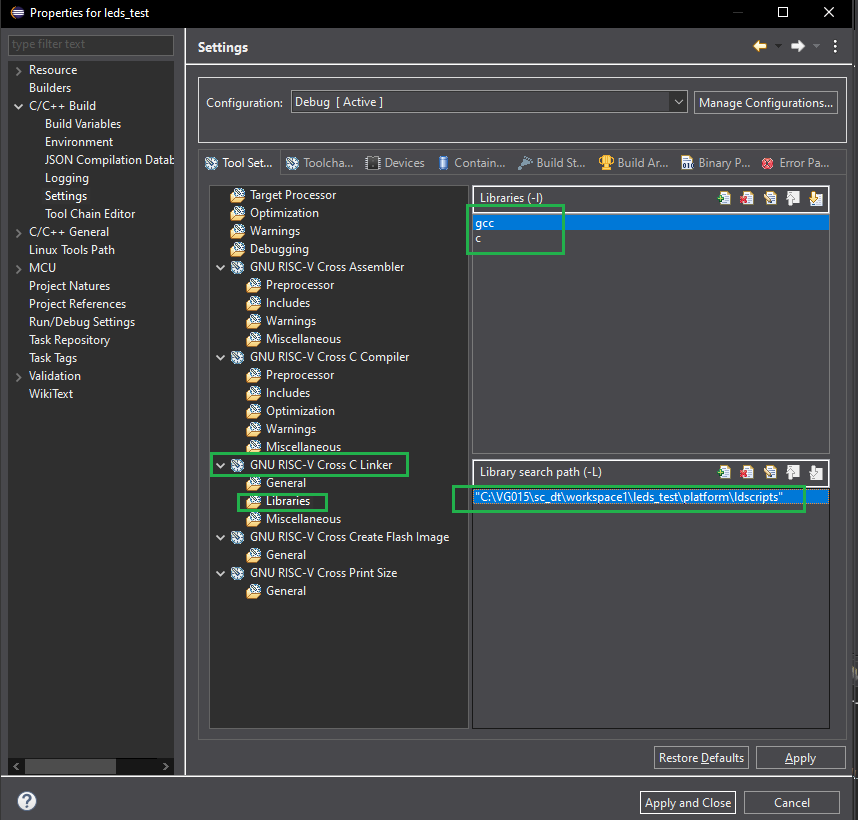 Properties for leds_test
type filter text
Resource
Builders
C/C++ Build
Build Variables
Environment
JSON Compilation Datab
Logging
Settings
Tool Chain Editor
C/C++ General
Linux Tools Path
MCU
Project Natures
Project References
Run/Debug Settings
Task Repository
Task Tags
Validation
WikiText
Settings
Configuration:
Debug [ Active ]
Manage Configurations...
Tool Set...
Toolcha...
Devices
Contain...
Build St...
Build Ar...
Binary P...
Error Pa...
Target Processor
Optimization
Warnings
Debugging
GNU RISC-V Cross Assembler
Preprocessor
Includes
Warnings
Miscellaneous
GNU RISC-V Cross C Compiler
Preprocessor
Includes
Optimization
Warnings
Miscellaneous
GNU RISC-V Cross C Linker
General
Libraries
Miscellaneous
GNU RISC-V Cross Create Flash Image
General
GNU RISC-V Cross Print Size
General
Libraries (-l)
gcc
c
Library search path (-L)
"C:\VG015\sc_dt\workspace1\leds_test\platform\ldscripts"
Restore Defaults
Apply
?
Apply and Close
Cancel